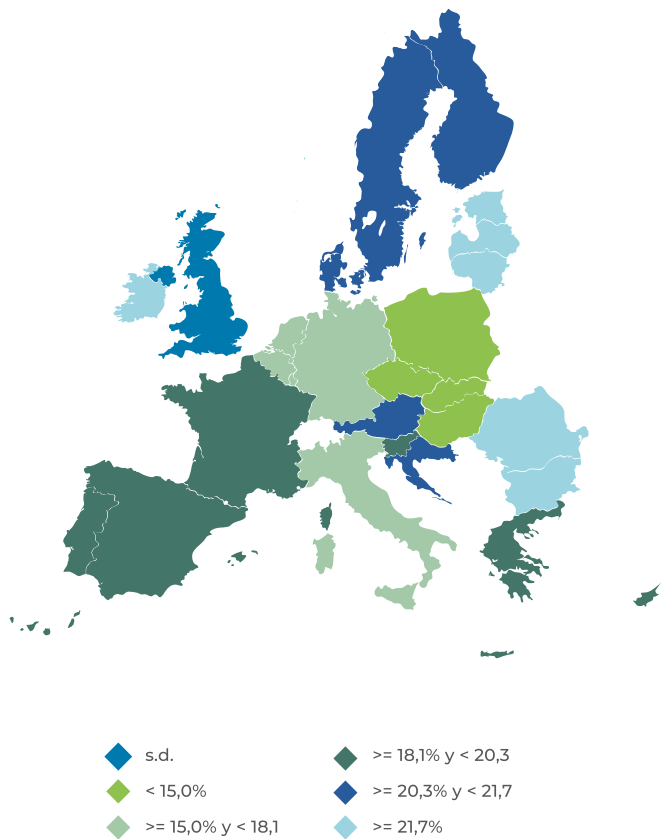 s.d.
< 15,0%
>= 15,0% y < 18,1
>= 18,1% y < 20,3
>= 20,3% y < 21,7
>= 21,7%